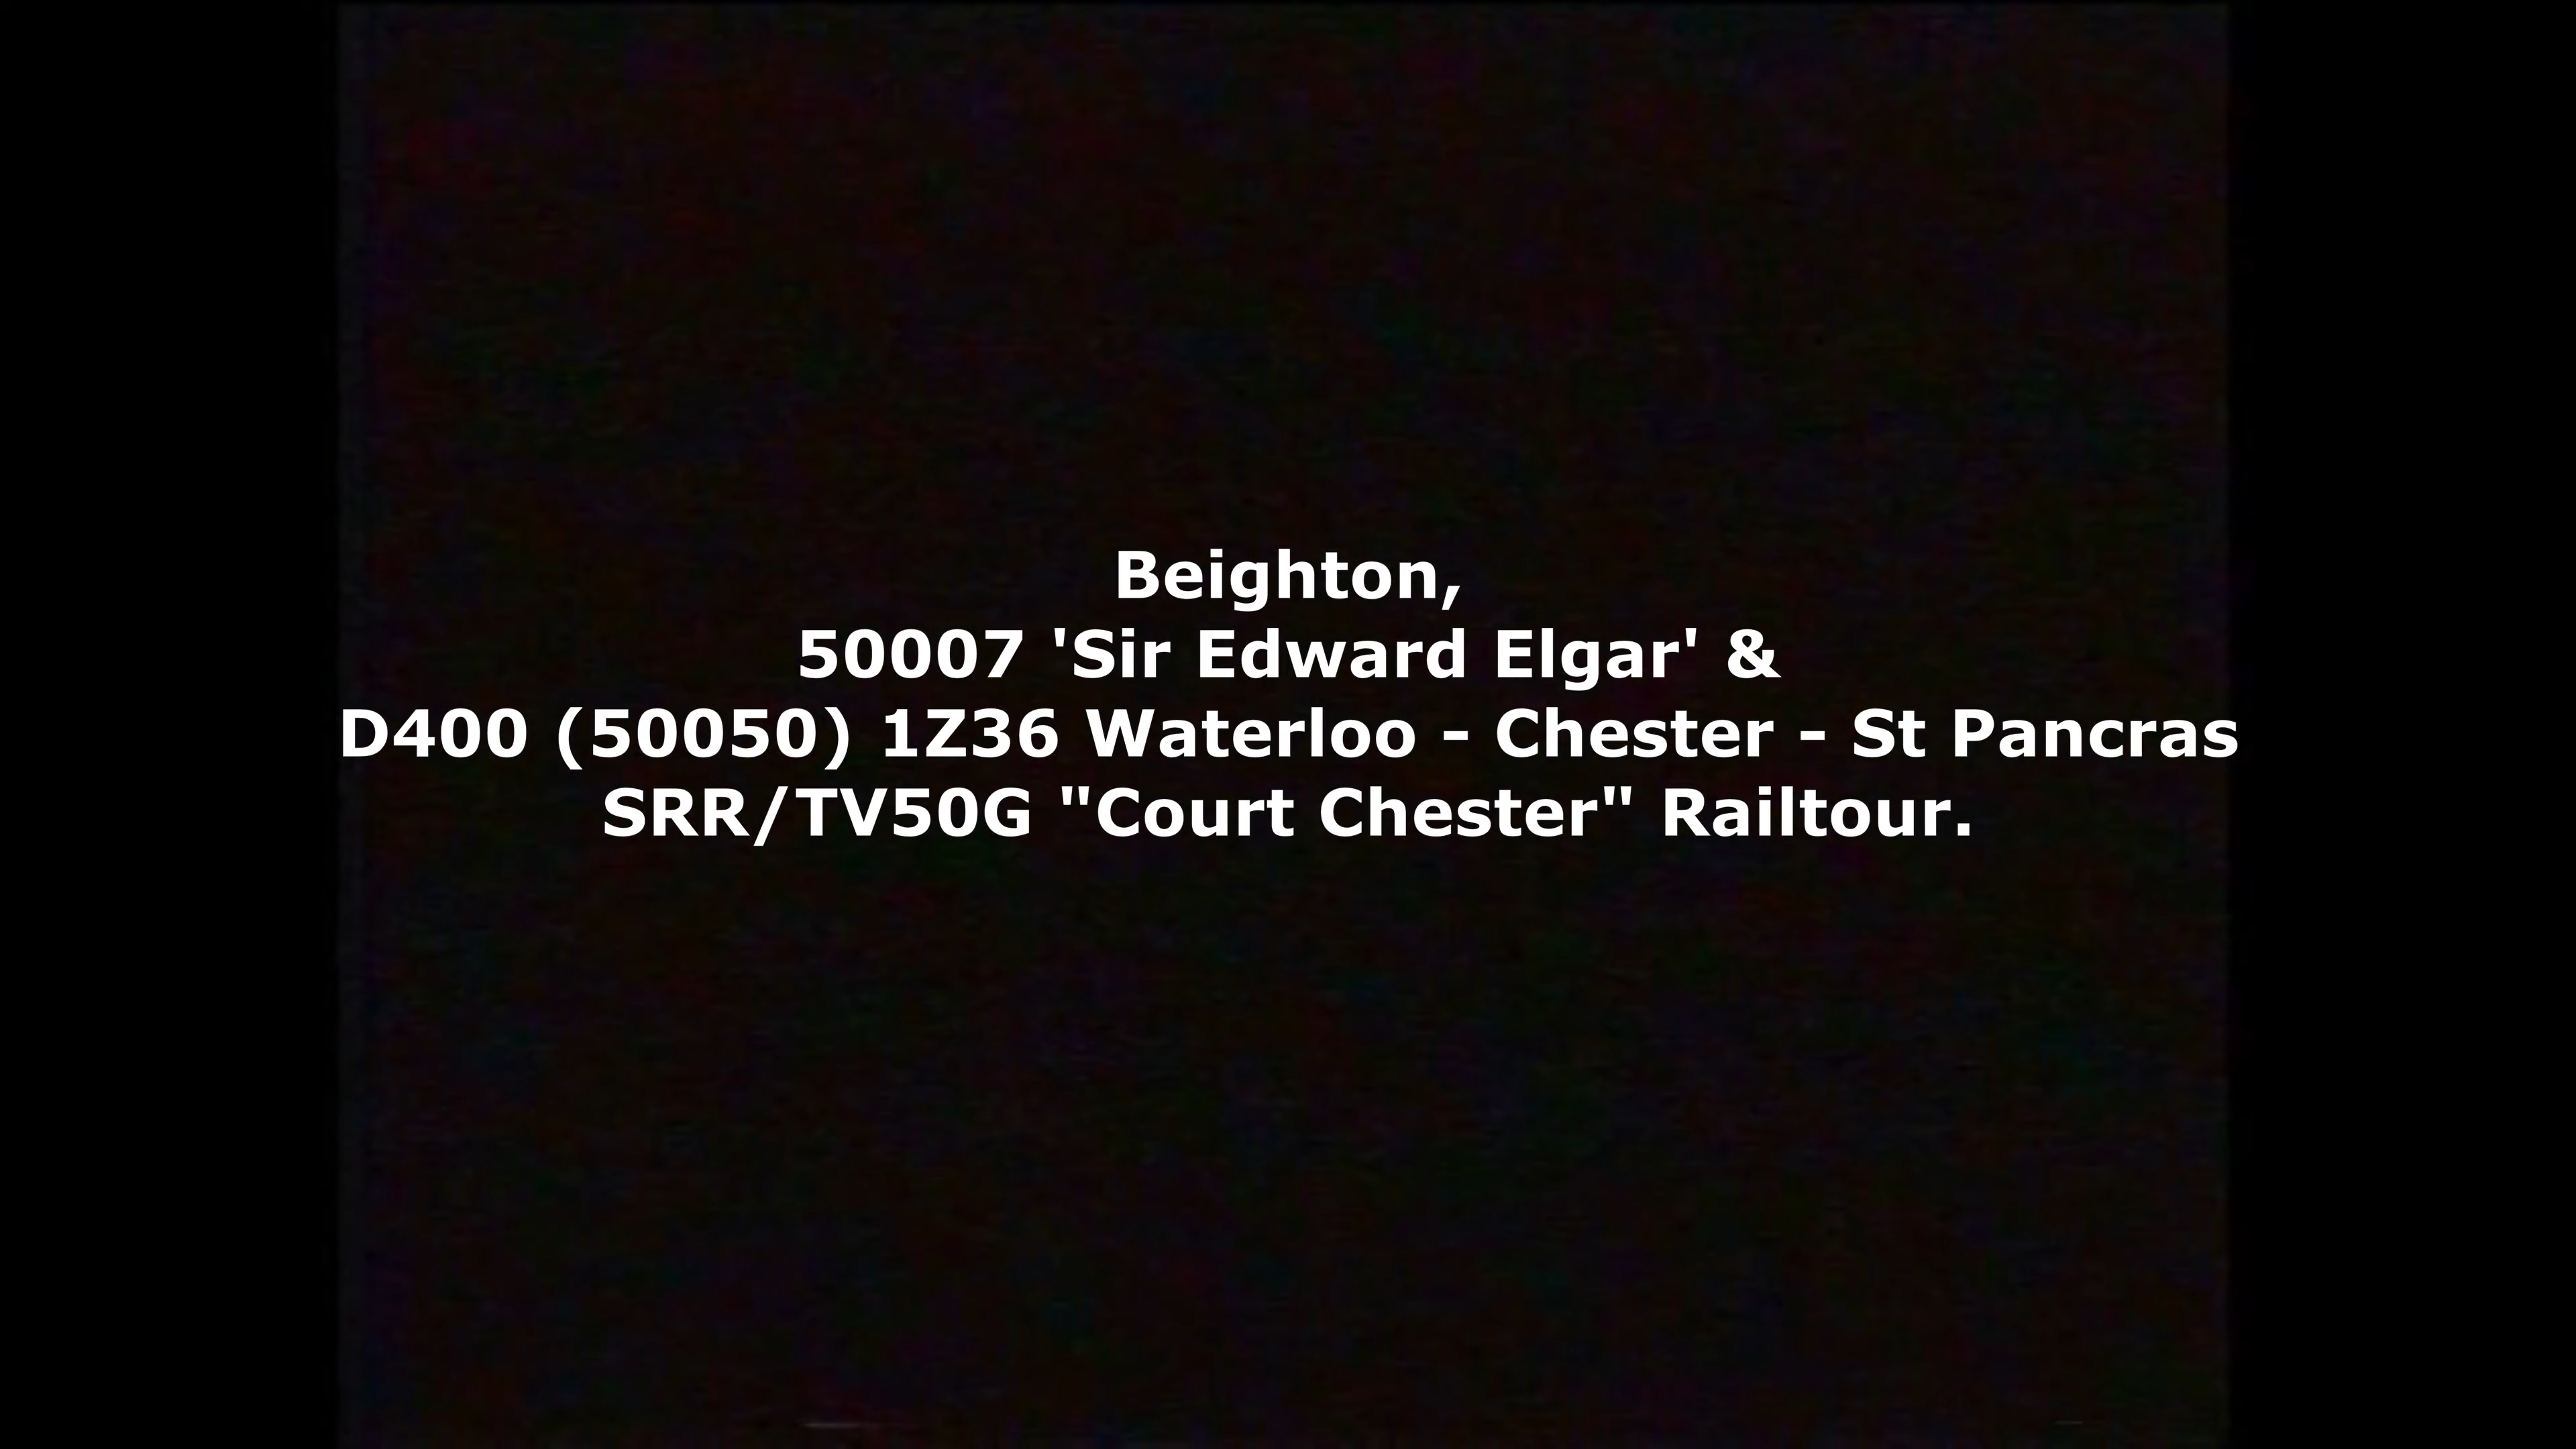 Beighton,
50007 'Sir Edward Elgar' &
D400 (50050) 1Z36 Waterloo - Chester - St Pancras
SRR/TV50G "Court Chester" Railtour.